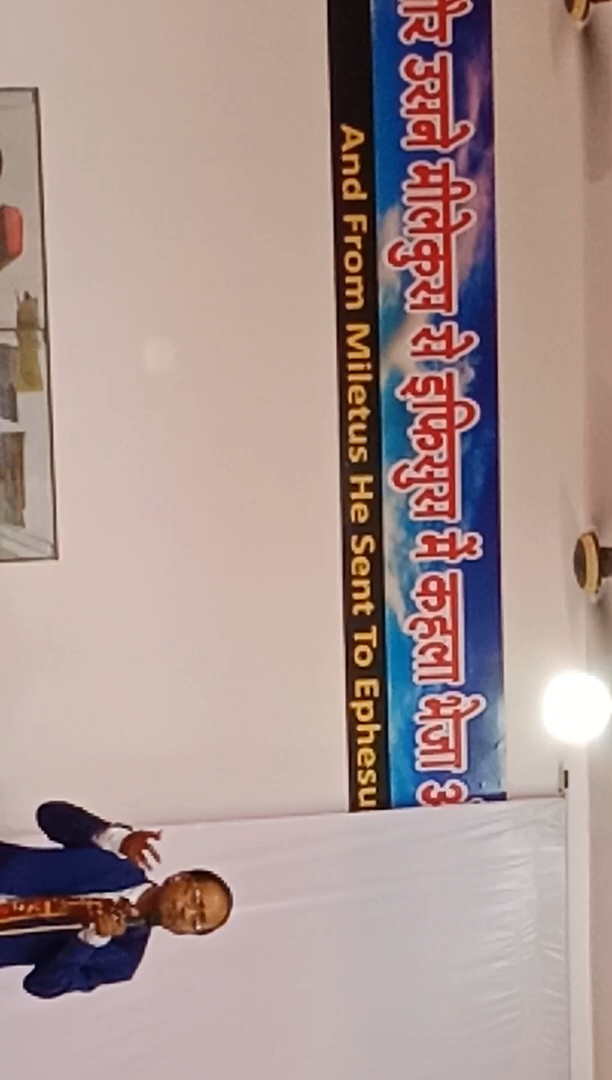 और उसने मीलेकुस से इफिसुस में कहला भेजा
And From Miletus He Sent To Ephesu